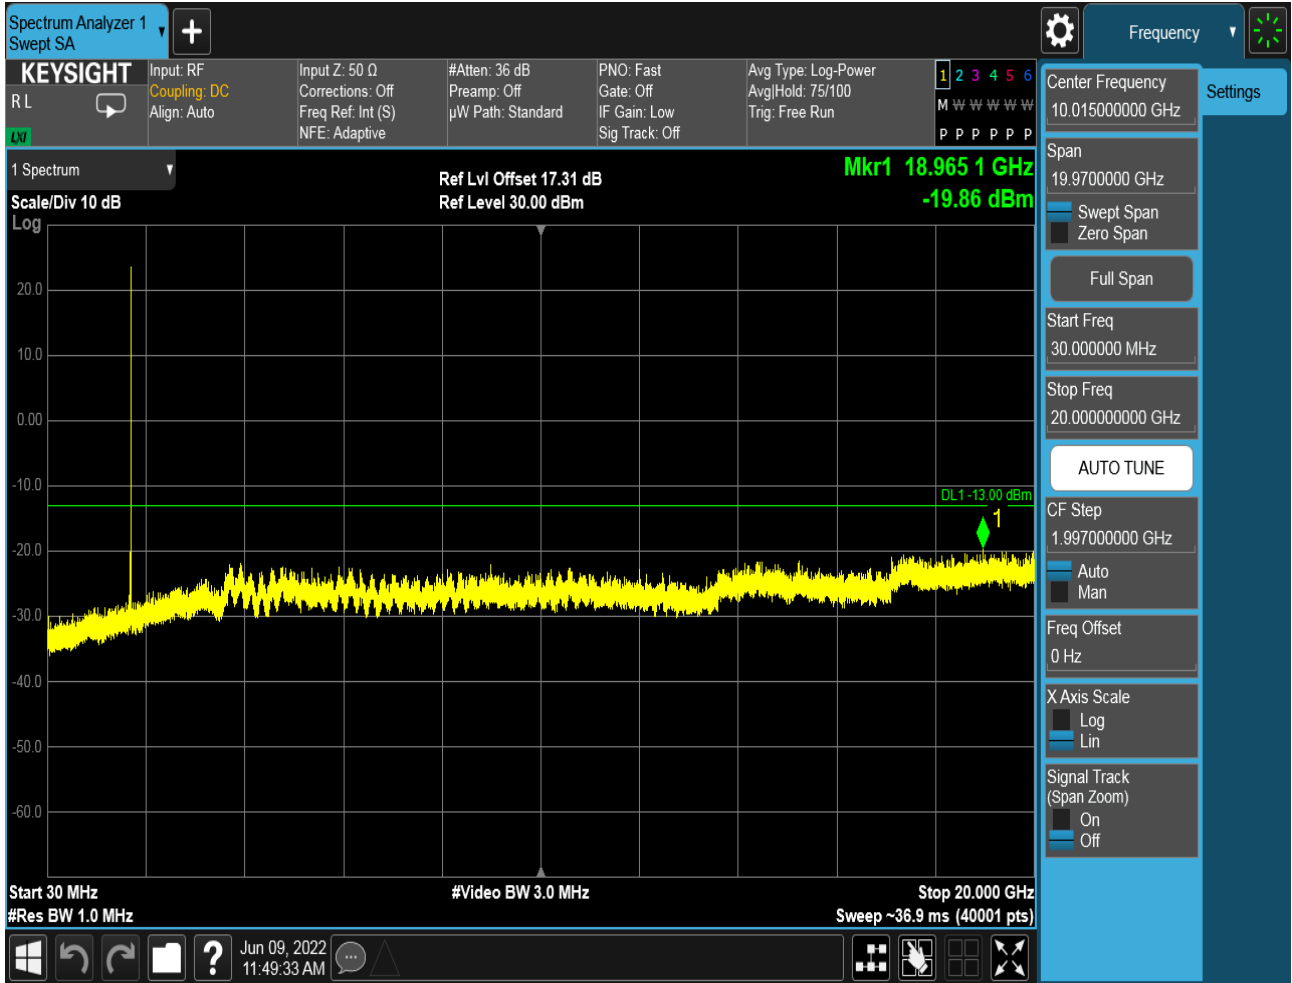 Spectrum Analyzer 1
Swept SA
Frequency
KEYSIGHT
R L
LXI
Input: RF
Coupling: DC
Align: Auto
Input Z: 50 Ω
Corrections: Off
Freq Ref: Int (S)
NFE: Adaptive
#Atten: 36 dB
Preamp: Off
µW Path: Standard
PNO: Fast
Gate: Off
IF Gain: Low
Sig Track: Off
Avg Type: Log-Power
Avg|Hold: 75/100
Trig: Free Run
1 2 3 4 5 6
M W W W W W
P P P P P P
1 Spectrum
Scale/Div 10 dB
Log
Ref Lvl Offset 17.31 dB
Ref Level 30.00 dBm
Mkr1 18.965 1 GHz
-19.86 dBm
20.0
10.0
0.00
-10.0
-20.0
-30.0
-40.0
-50.0
-60.0
DL1 -13.00 dBm
1
Start 30 MHz
#Res BW 1.0 MHz
#Video BW 3.0 MHz
Stop 20.000 GHz
Sweep ~36.9 ms (40001 pts)
Center Frequency
10.015000000 GHz
Span
19.9700000 GHz
Swept Span
Zero Span
Full Span
Start Freq
30.000000 MHz
Stop Freq
20.000000000 GHz
AUTO TUNE
CF Step
1.997000000 GHz
Auto
Man
Freq Offset
0 Hz
X Axis Scale
Log
Lin
Signal Track
(Span Zoom)
On
Off
Settings
?
Jun 09, 2022
11:49:33 AM